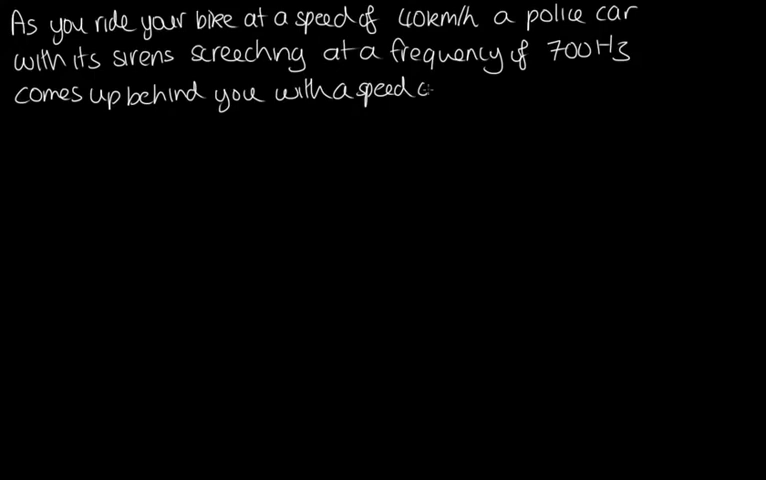 As you ride your bike at a speed of 40km/h a police car
with its sirens screeching at a frequency of 700Hz
comes up behind you with a speed